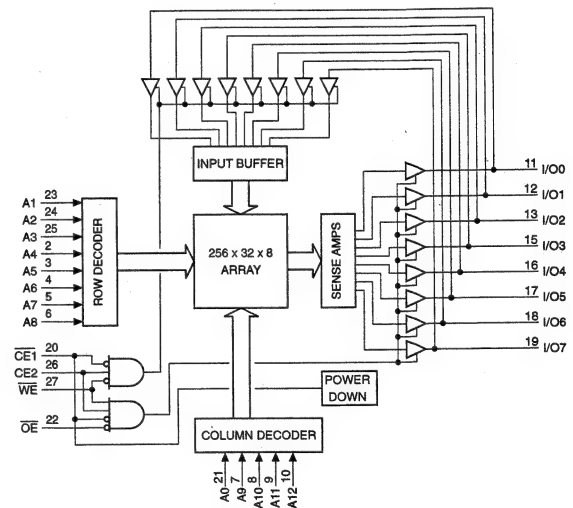 INPUT BUFFER
11 I/O0
12 I/O1
13 I/O2
15 I/O3
16 I/O4
17 I/O5
18 I/O6
19 I/O7
A1 23
A2 24
A3 25
A4 2
A5 3
A6 4
A7 5
A8 6
ROW DECODER
256 x 32 x 8
ARRAY
SENSE AMPS
C̅E̅1̅ 20
CE2 26
W̅E̅ 27
O̅E̅ 22
POWER
DOWN
COLUMN DECODER
A0 21
A9 7
A10 8
A11 9
A12 10